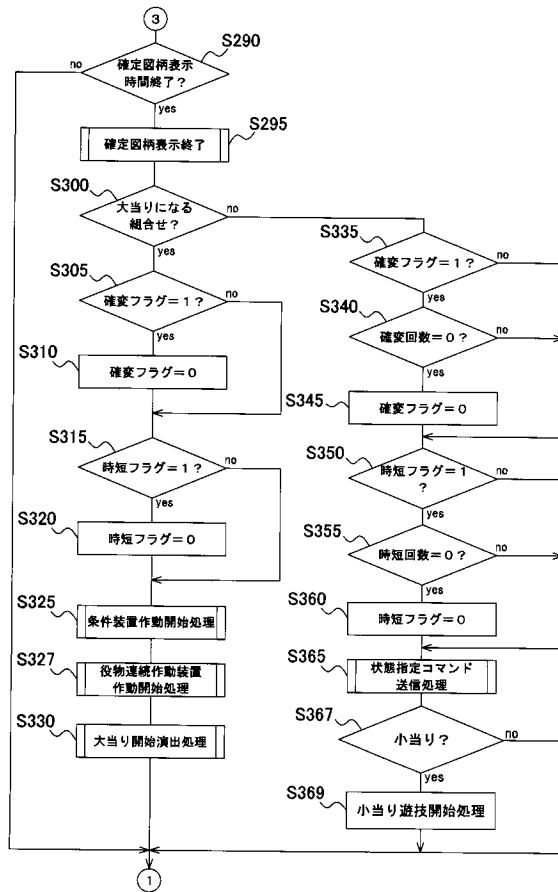 3
S290
確定図柄表示
時間終了？
no
yes
S295
確定図柄表示終了
S300
大当りになる
組合せ？
no
yes
S305
確変フラグ＝１？
no
yes
S310
確変フラグ＝０
S315
時短フラグ＝１？
no
yes
S320
時短フラグ＝０
S325
条件装置作動開始処理
S327
役物連続作動装置
作動開始処理
S330
大当り開始演出処理
S335
確変フラグ＝１？
no
yes
S340
確変回数＝０？
no
yes
S345
確変フラグ＝０
S350
時短フラグ＝１
？
no
yes
S355
時短回数＝０？
no
yes
S360
時短フラグ＝０
S365
状態指定コマンド
送信処理
S367
小当り？
no
yes
S369
小当り遊技開始処理
1